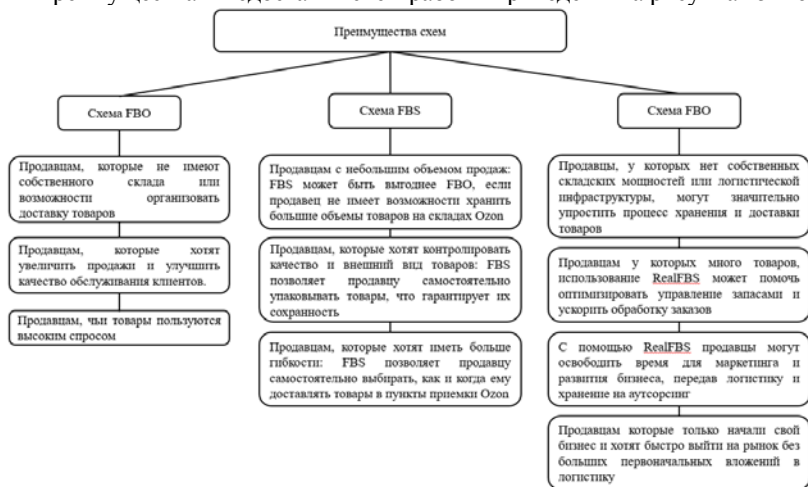 Преимущества схем
Схема FBO
Продавцам, которые не имеют
собственного склада или
возможности организовать
доставку товаров
Продавцам, которые хотят
увеличить продажи и улучшить
качество обслуживания клиентов.
Продавцам, чьи товары пользуются
высоким спросом
Схема FBS
Продавцам с небольшим объемом продаж:
FBS может быть выгоднее FBO, если
продавец не имеет возможности хранить
большие объемы товаров на складах Ozon
Продавцам, которые хотят контролировать
качество и внешний вид товаров: FBS
позволяет продавцу самостоятельно
упаковывать товары, что гарантирует их
сохранность
Продавцам, которые хотят иметь больше
гибкости: FBS позволяет продавцу
самостоятельно выбирать, как и когда ему
доставлять товары в пункты приемки Ozon
Схема FBO
Продавцы, у которых нет собственных
складских мощностей или логистической
инфраструктуры, могут значительно
упростить процесс хранения и доставки
товаров
Продавцам у которых много товаров,
использование RealFBS может помочь
оптимизировать управление запасами и
ускорить обработку заказов
С помощью RealFBS продавцы могут
освободить время для маркетинга и
развития бизнеса, передав логистику и
хранение на аутсорсинг
Продавцам которые только начали свой
бизнес и хотят быстро выйти на рынок без
больших первоначальных вложений в
логистику